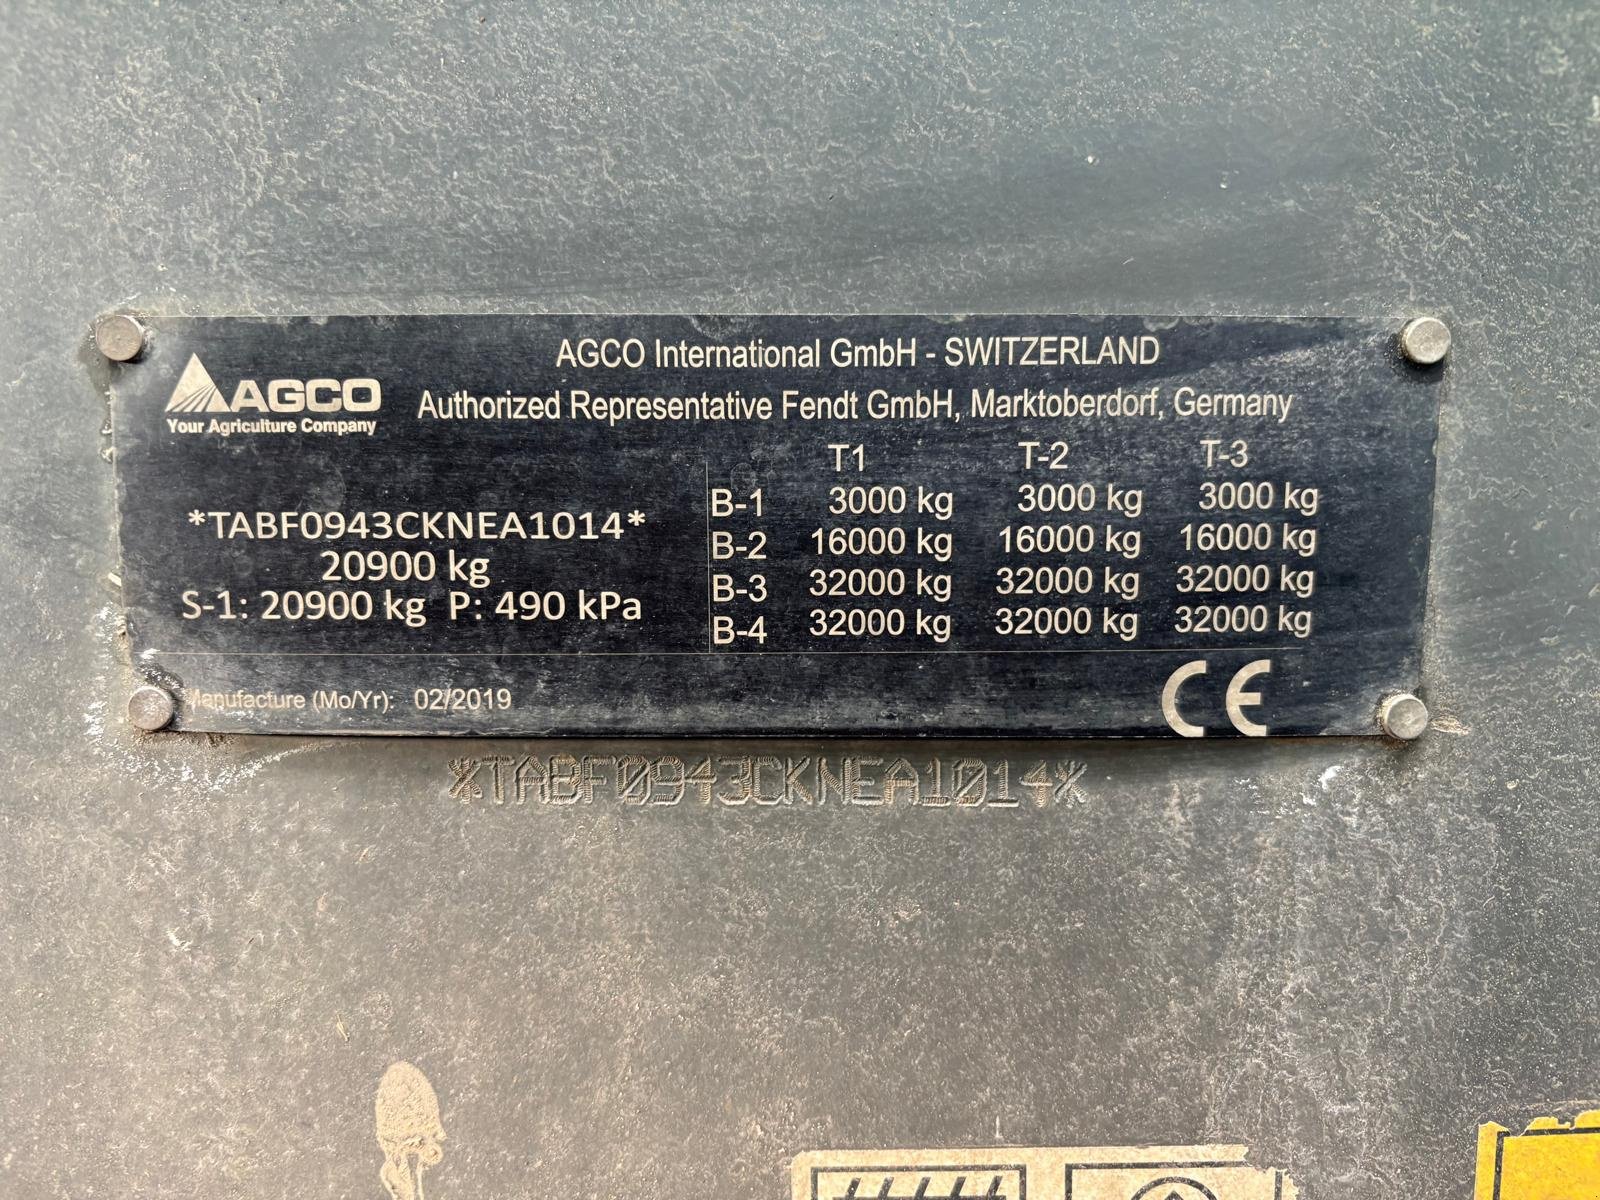 AGCO International GmbH - SWITZERLAND
AGCO
Your Agriculture Company
Authorized Representative Fendt GmbH, Marktoberdorf, Germany
T1 T-2 T-3
*TABF0943CKNEA1014*
20900 kg
S-1: 20900 kg P: 490 kPa
B-1 3000 kg 3000 kg 3000 kg
B-2 16000 kg 16000 kg 16000 kg
B-3 32000 kg 32000 kg 32000 kg
B-4 32000 kg 32000 kg 32000 kg
Manufacture (Mo/Yr): 02/2019
CE
*TABF0943CKNEA1014*